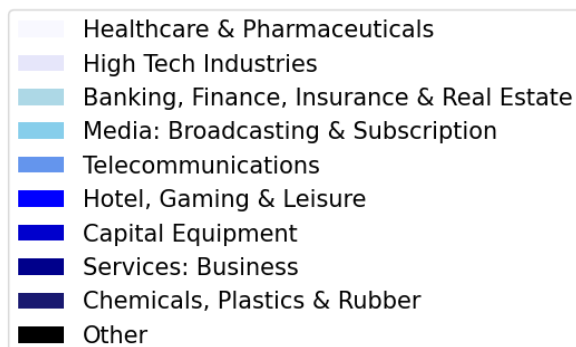 Healthcare & Pharmaceuticals
High Tech Industries
Banking, Finance, Insurance & Real Estate
Media: Broadcasting & Subscription
Telecommunications
Hotel, Gaming & Leisure
Capital Equipment
Services: Business
Chemicals, Plastics & Rubber
Other